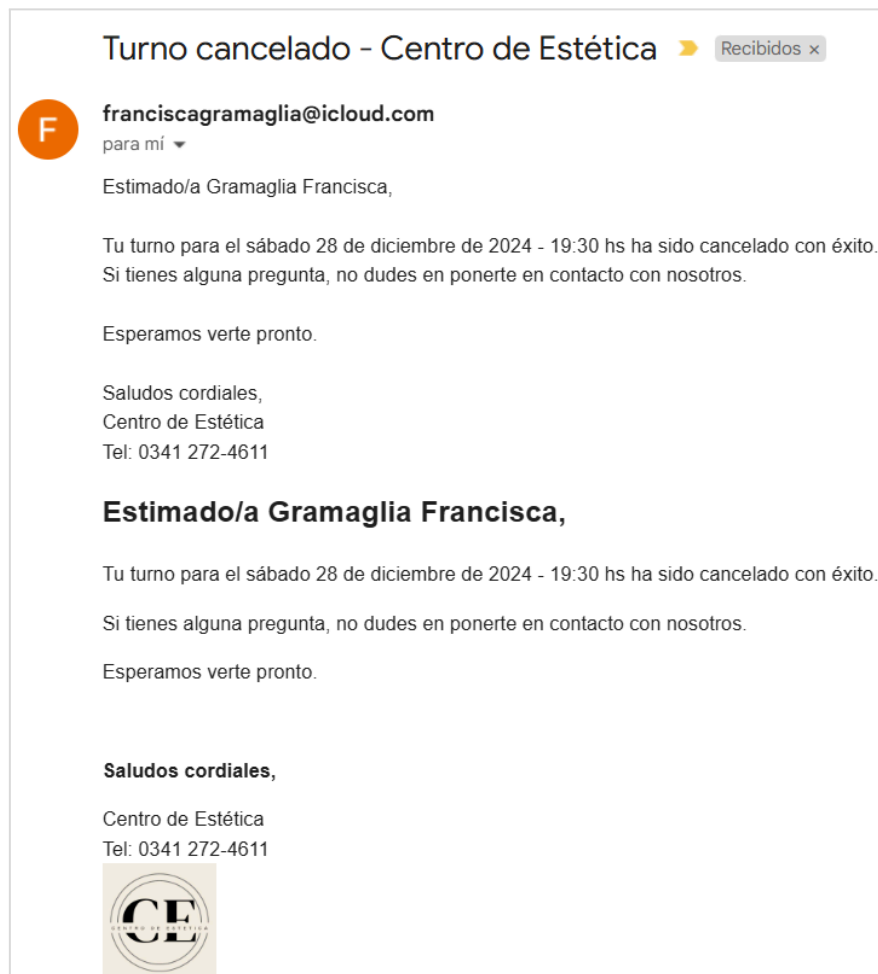 Turno cancelado - Centro de Estética
Recibidos ×
F
franciscagramaglia@icloud.com
para mí
Estimado/a Gramaglia Francisca,
Tu turno para el sábado 28 de diciembre de 2024 - 19:30 hs ha sido cancelado con éxito.
Si tienes alguna pregunta, no dudes en ponerte en contacto con nosotros.
Esperamos verte pronto.
Saludos cordiales,
Centro de Estética
Tel: 0341 272-4611
Estimado/a Gramaglia Francisca,
Tu turno para el sábado 28 de diciembre de 2024 - 19:30 hs ha sido cancelado con éxito.
Si tienes alguna pregunta, no dudes en ponerte en contacto con nosotros.
Esperamos verte pronto.
Saludos cordiales,
Centro de Estética
Tel: 0341 272-4611
CE
CENTRO DE ESTÉTICA